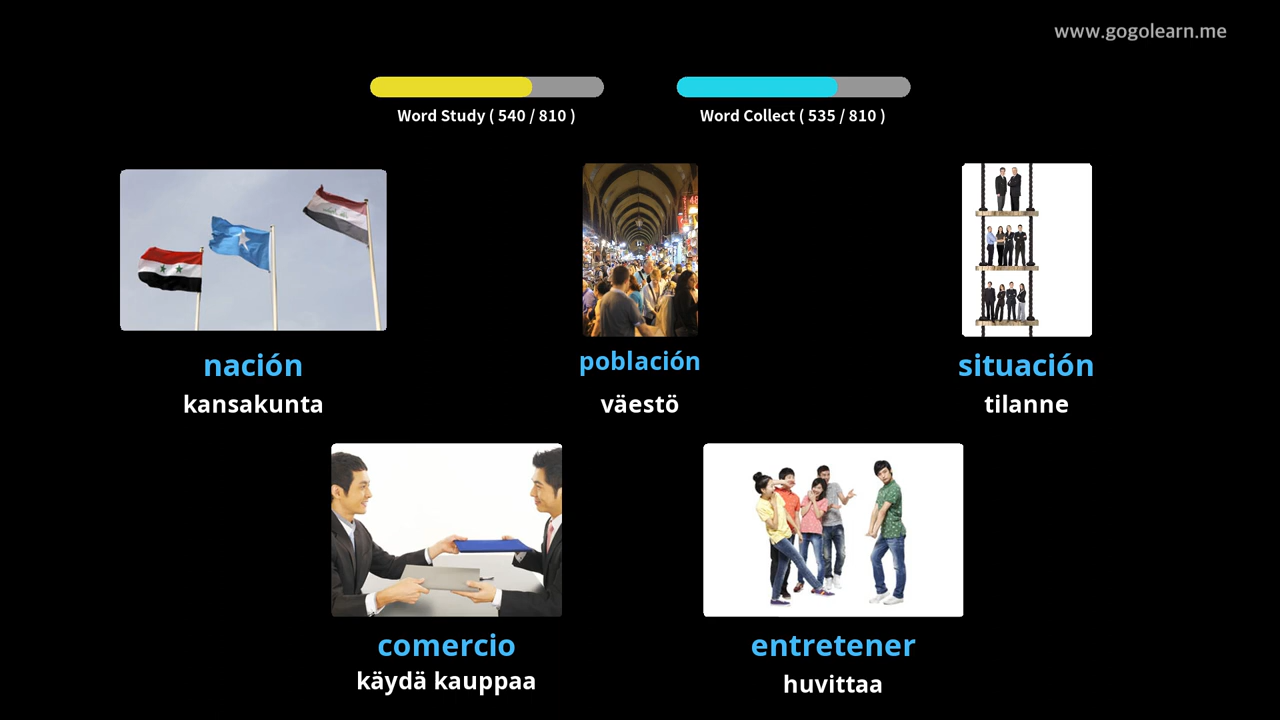 www.gogolearn.me
Word Study ( 540 / 810 )
Word Collect ( 535 / 810 )
nación
kansakunta
población
väestö
situación
tilanne
comercio
käydä kauppaa
entretener
huvittaa